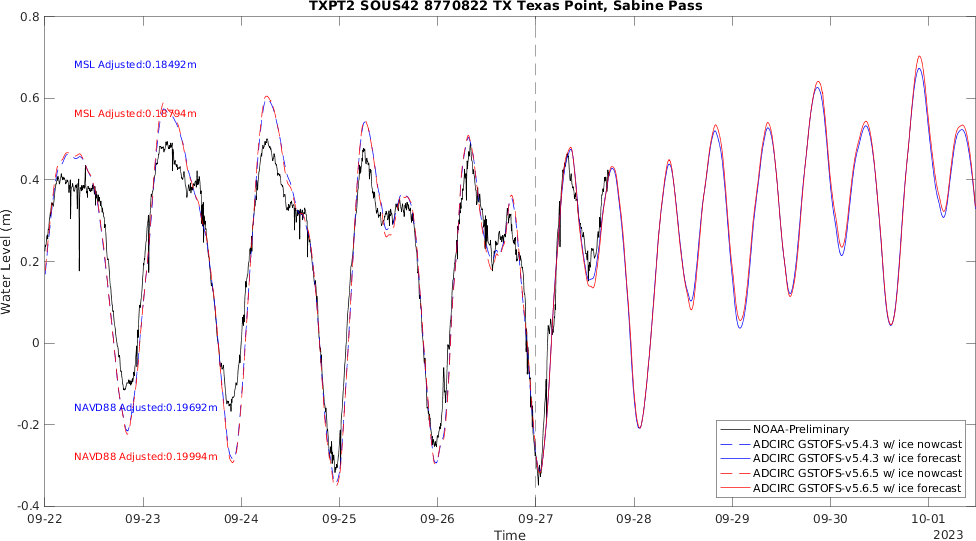 TXPT2 SOUS42 8770822 TX Texas Point, Sabine Pass
0.8
0.6
0.4
0.2
0
-0.2
-0.4
Water Level (m)
MSL Adjusted:0.18492m
MSL Adjusted:0.18794m
NAVD88 Adjusted:0.19692m
NAVD88 Adjusted:0.19994m
NOAA-Preliminary
ADCIRC GSTOFS-v5.4.3 w/ ice nowcast
ADCIRC GSTOFS-v5.4.3 w/ ice forecast
ADCIRC GSTOFS-v5.6.5 w/ ice nowcast
ADCIRC GSTOFS-v5.6.5 w/ ice forecast
09-22 09-23 09-24 09-25 09-26 09-27 09-28 09-29 09-30 10-01
Time
2023